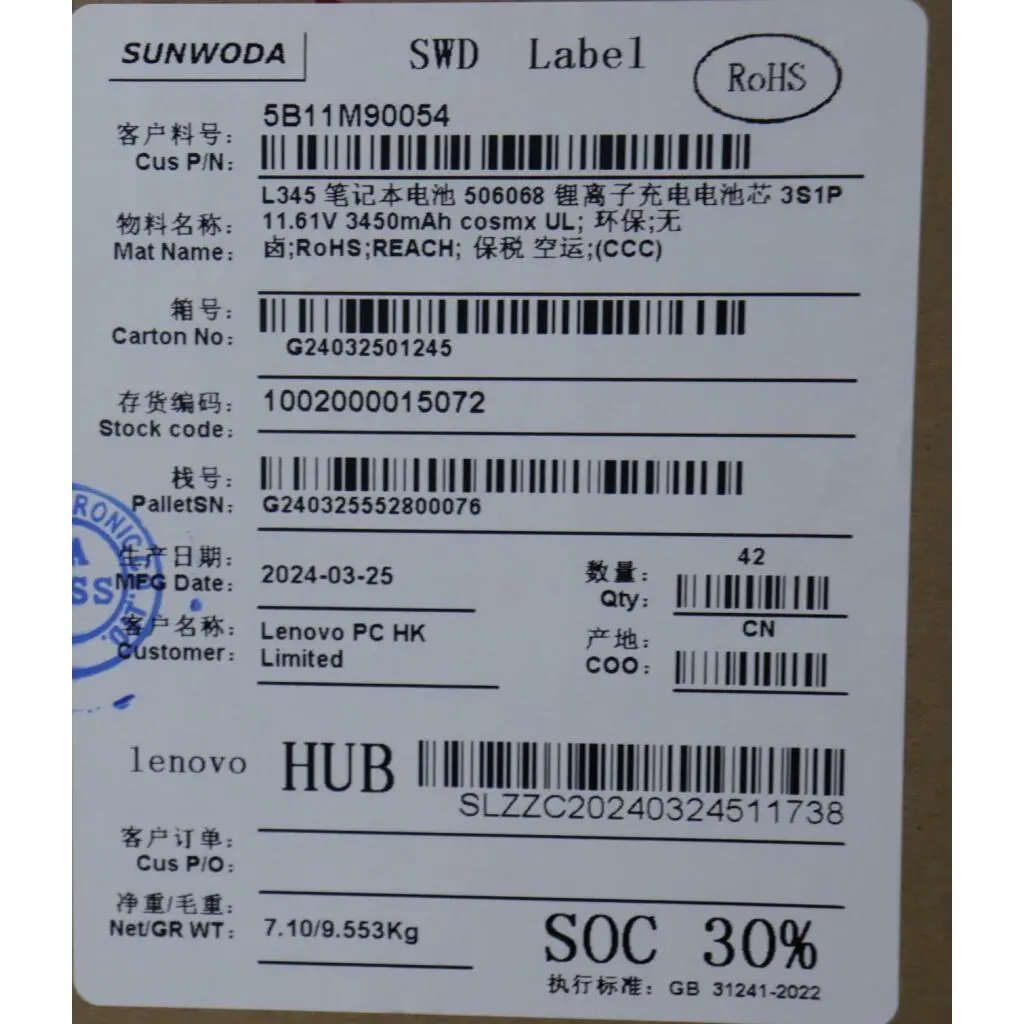 SUNWODA
SWD Label
RoHS
客户料号:
Cus P/N:
5B11M90054
物料名称:
Mat Name:
L345 笔记本电池 506068 锂离子充电电池芯 3S1P
11.61V 3450mAh cosmx UL; 环保;无
卤;RoHS;REACH; 保税 空运;(CCC)
箱号:
Carton No:
G24032501245
存货编码:
Stock code:
1002000015072
栈号:
PalletSN:
G240325552800076
生产日期:
MFG Date:
2024-03-25
数量:
Qty:
42
客户名称:
Customer:
Lenovo PC HK
Limited
产地:
COO:
CN
lenovo
HUB
SLZZC20240324511738
客户订单:
Cus P/O:
净重/毛重:
Net/GR WT:
7.10/9.553Kg
SOC 30%
执行标准: GB 31241-2022